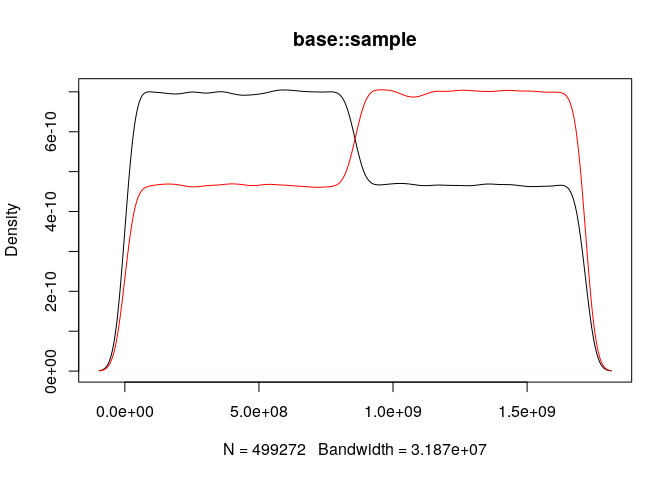 base::sample
Density
0e+00
2e-10
4e-10
6e-10
0.0e+00 5.0e+08 1.0e+09 1.5e+09
N = 499272 Bandwidth = 3.187e+07